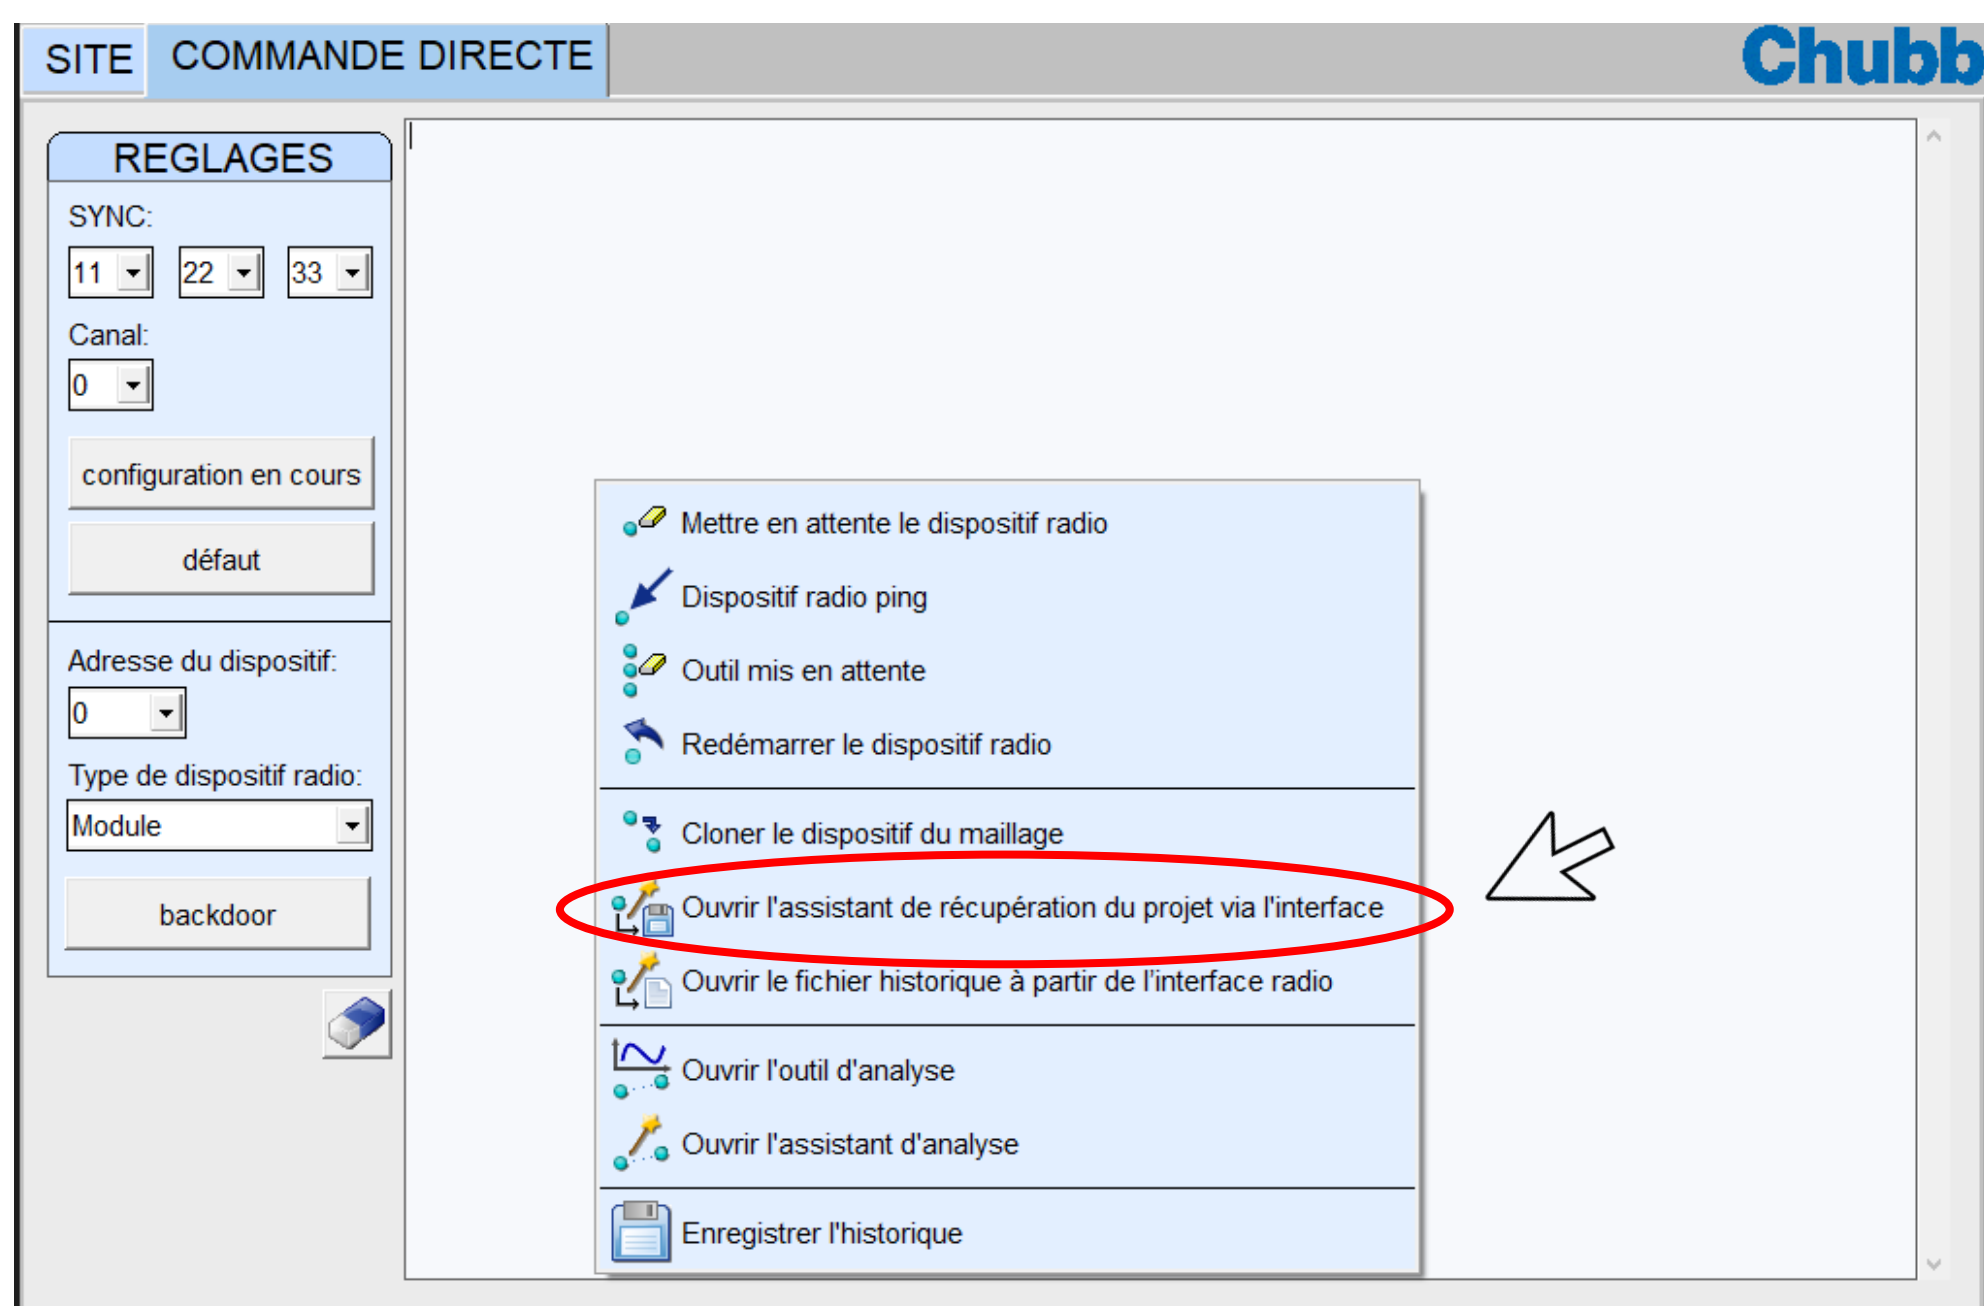 SITE
COMMANDE DIRECTE
Chubb
REGLAGES
SYNC:
11 22 33
Canal:
0
configuration en cours
défaut
Adresse du dispositif:
0
Type de dispositif radio:
Module
backdoor
Mettre en attente le dispositif radio
Dispositif radio ping
Outil mis en attente
Redémarrer le dispositif radio
Cloner le dispositif du maillage
Ouvrir l'assistant de récupération du projet via l'interface
Ouvrir le fichier historique à partir de l'interface radio
Ouvrir l'outil d'analyse
Ouvrir l'assistant d'analyse
Enregistrer l'historique